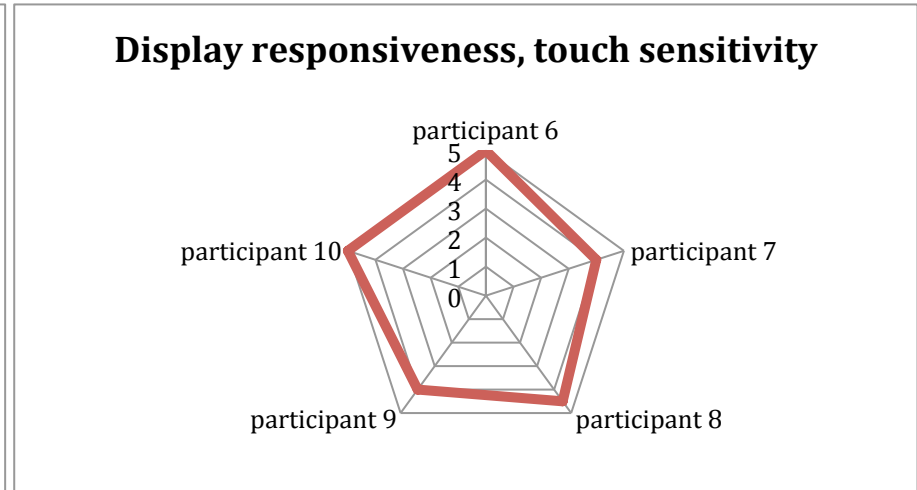 Display responsiveness, touch sensitivity
participant 6
5
4
3
2
1
0
participant 10
participant 7
participant 9
participant 8